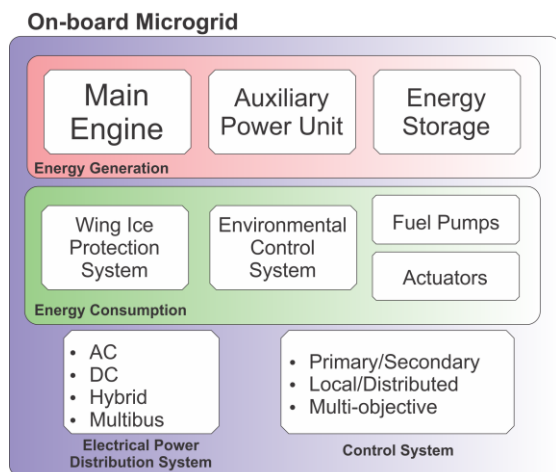 On-board Microgrid
Main
Engine
Auxiliary
Power Unit
Energy
Storage
Energy Generation
Wing Ice
Protection
System
Environmental
Control
System
Fuel Pumps
Actuators
Energy Consumption
• AC
• DC
• Hybrid
• Multibus
Electrical Power
Distribution System
• Primary/Secondary
• Local/Distributed
• Multi-objective
Control System